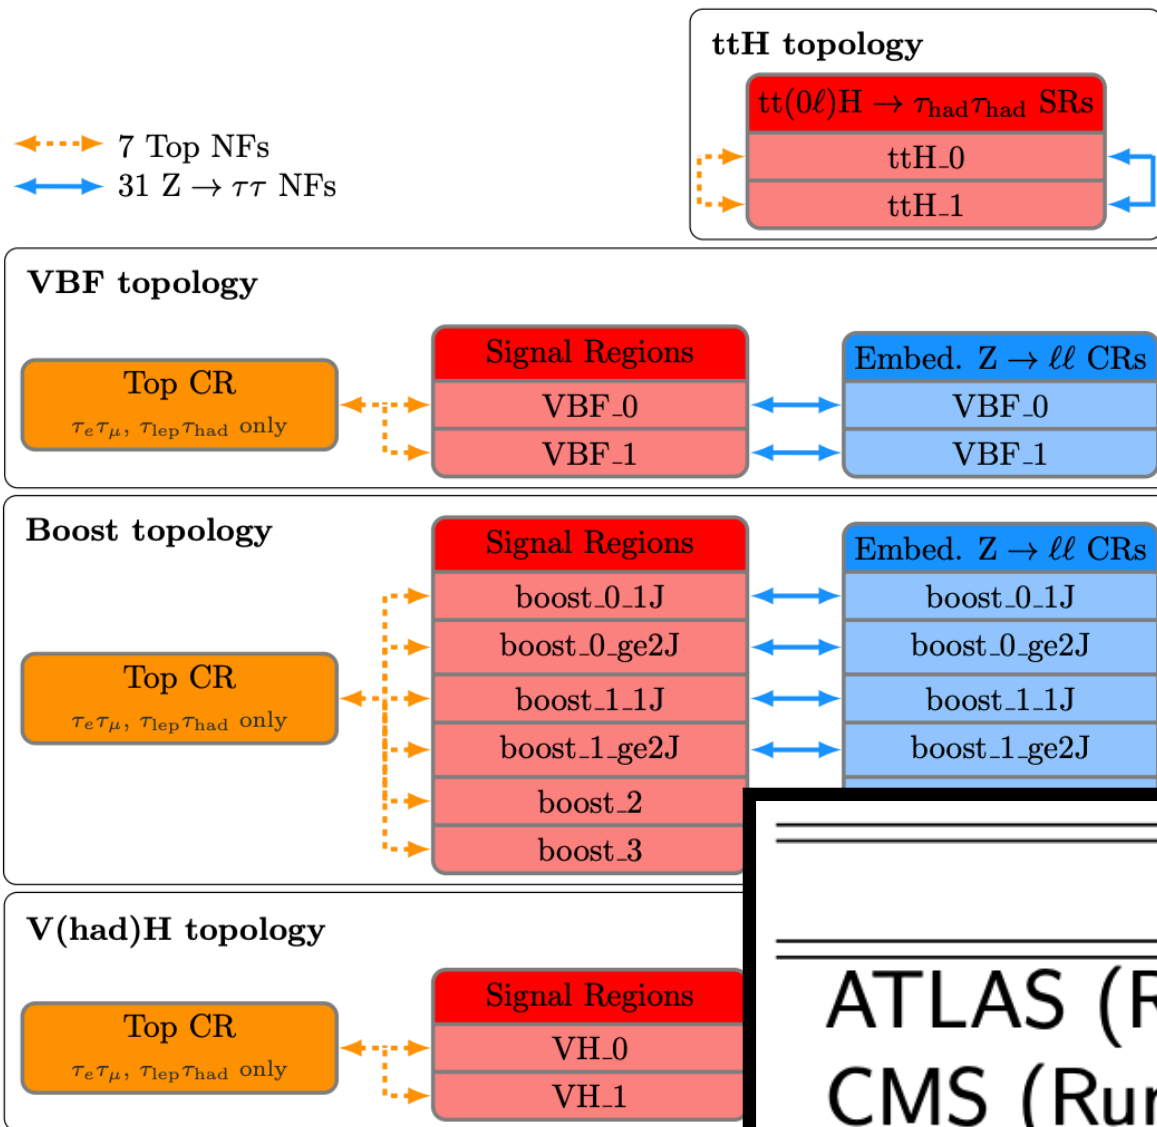 ttH topology
tt(0ℓ)H → τhadτhad SRs
ttH_0
ttH_1
7 Top NFs
31 Z → ττ NFs
VBF topology
Top CR
τeτμ, τlepτhad only
Signal Regions
VBF_0
VBF_1
Embed. Z → ℓℓ CRs
VBF_0
VBF_1
Boost topology
Top CR
τeτμ, τlepτhad only
Signal Regions
boost_0_1J
boost_0_ge2J
boost_1_1J
boost_1_ge2J
boost_2
boost_3
Embed. Z → ℓℓ CRs
boost_0_1J
boost_0_ge2J
boost_1_1J
boost_1_ge2J
V(had)H topology
Top CR
τeτμ, τlepτhad only
Signal Regions
VH_0
VH_1
ATLAS (R
CMS (Run